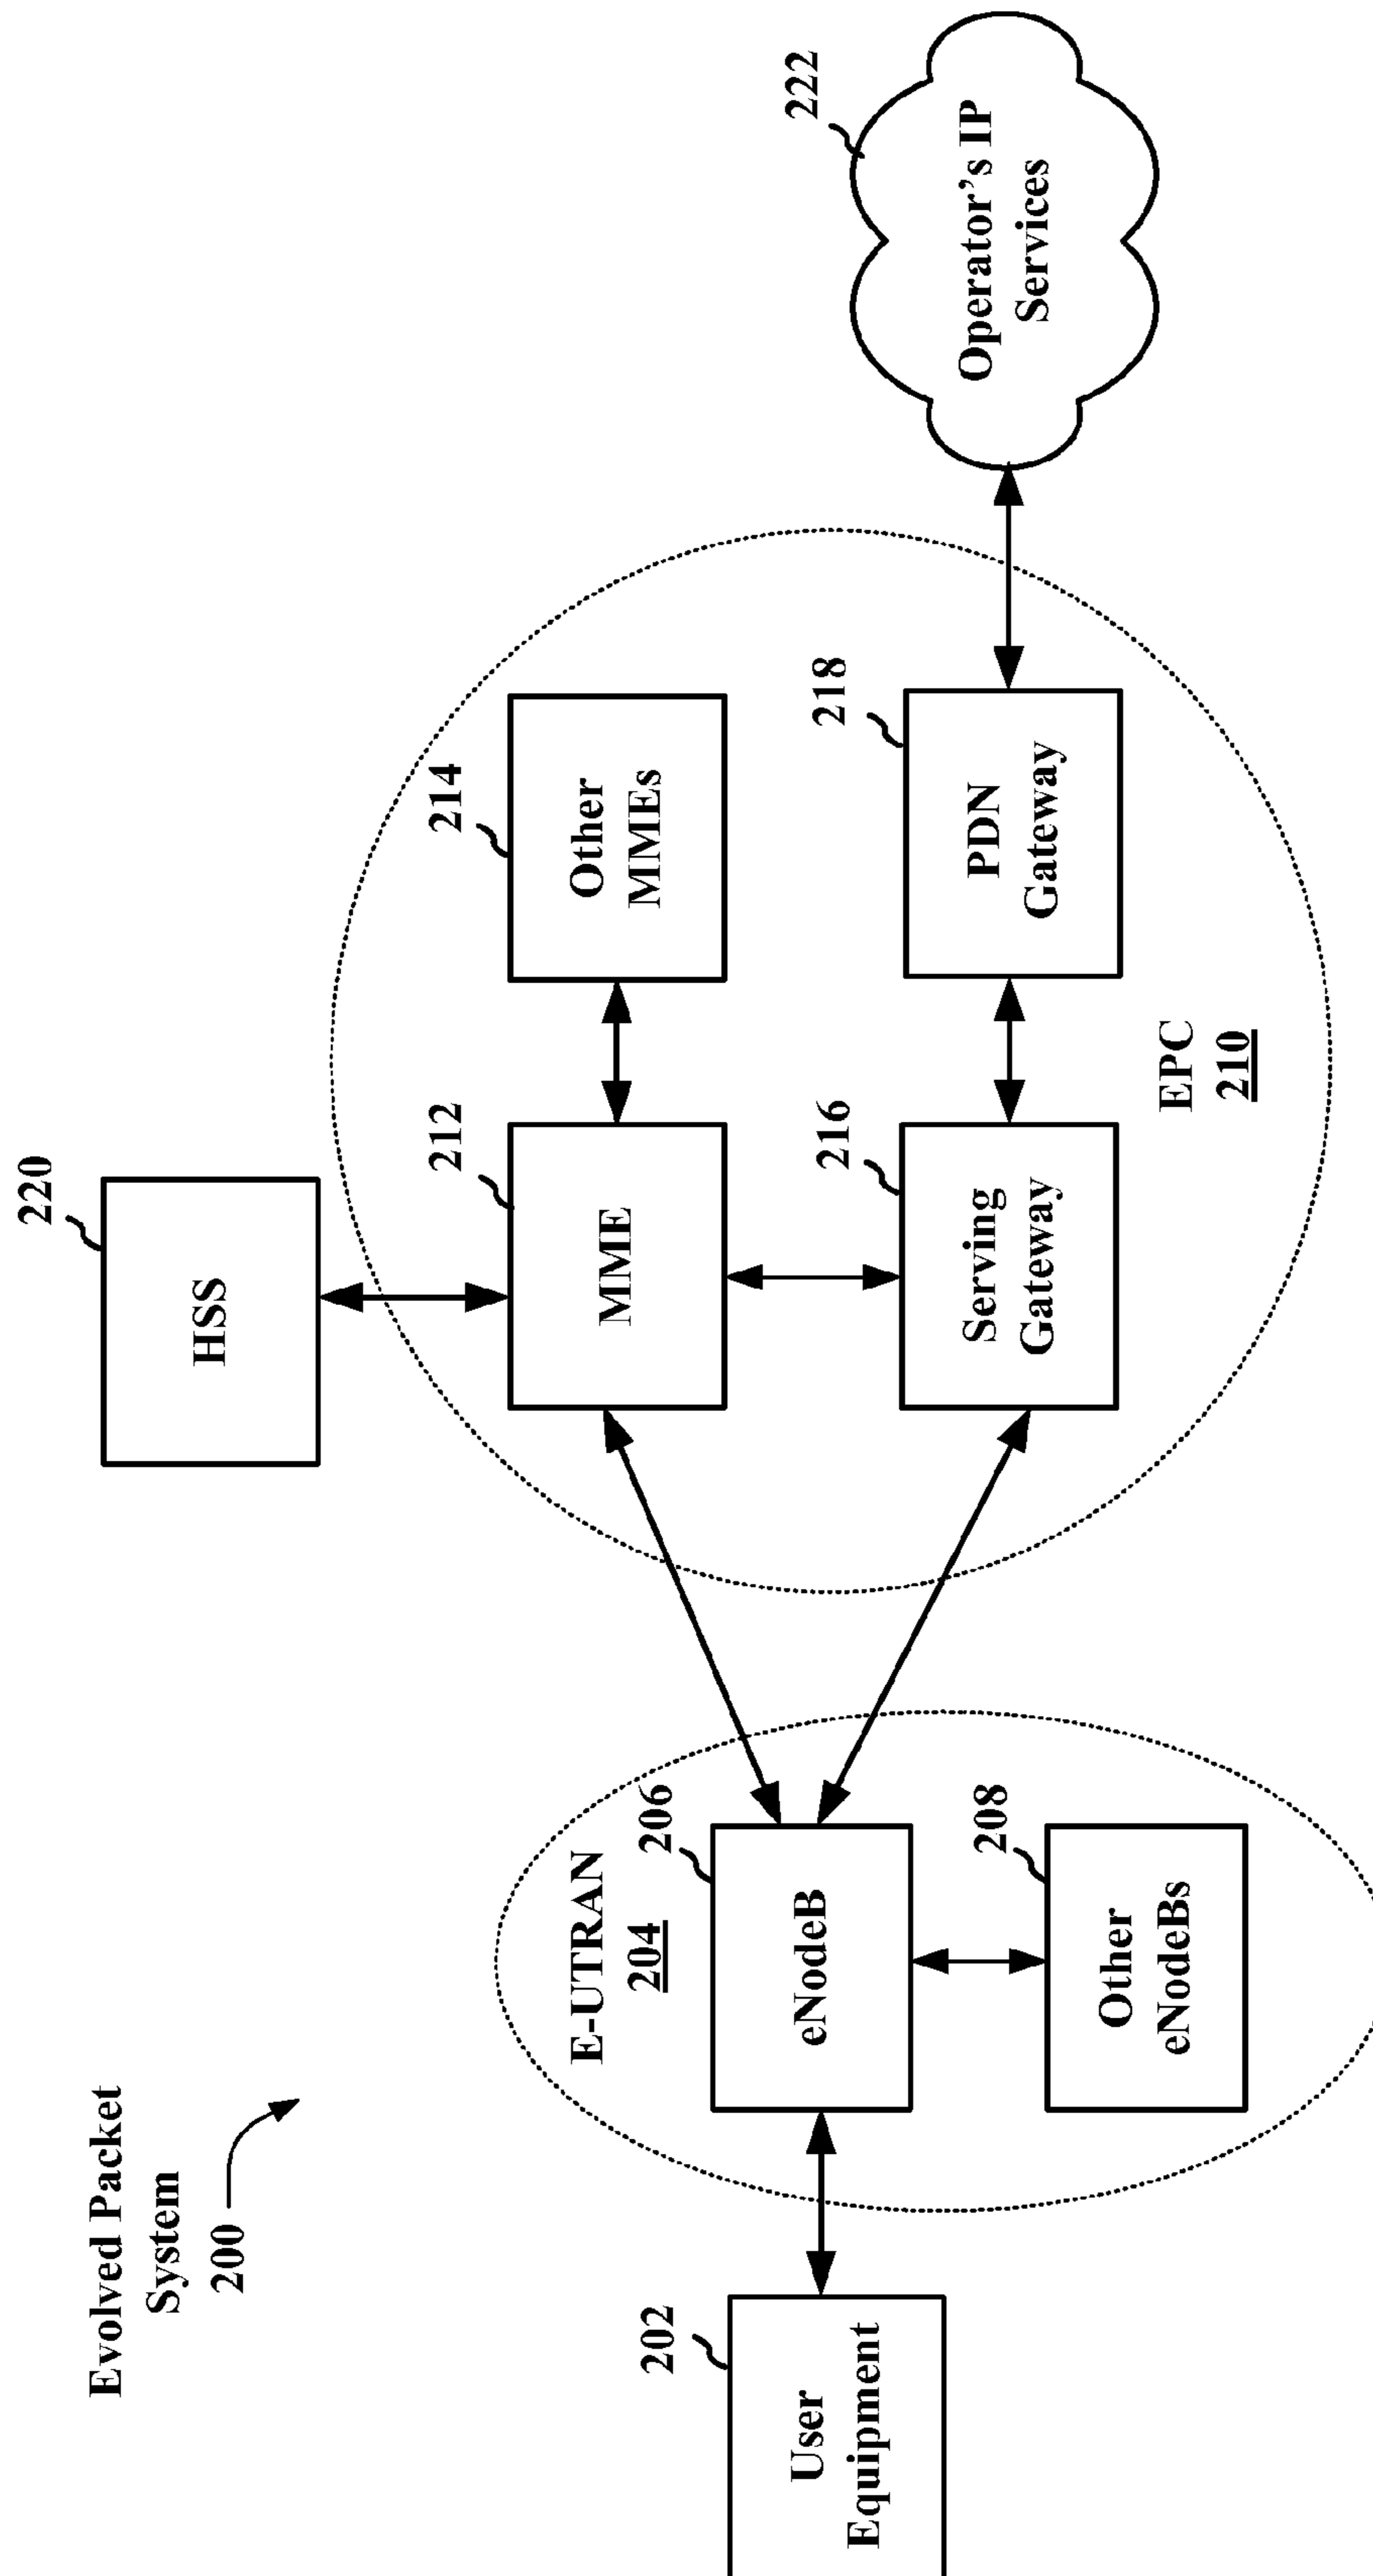 Evolved Packet
System
200
220
HSS
212
MME
214
Other
MMEs
222
Operator's IP
Services
E-UTRAN
204
206
eNodeB
202
User
Equipment
208
Other
eNodeBs
216
Serving
Gateway
218
PDN
Gateway
EPC
210